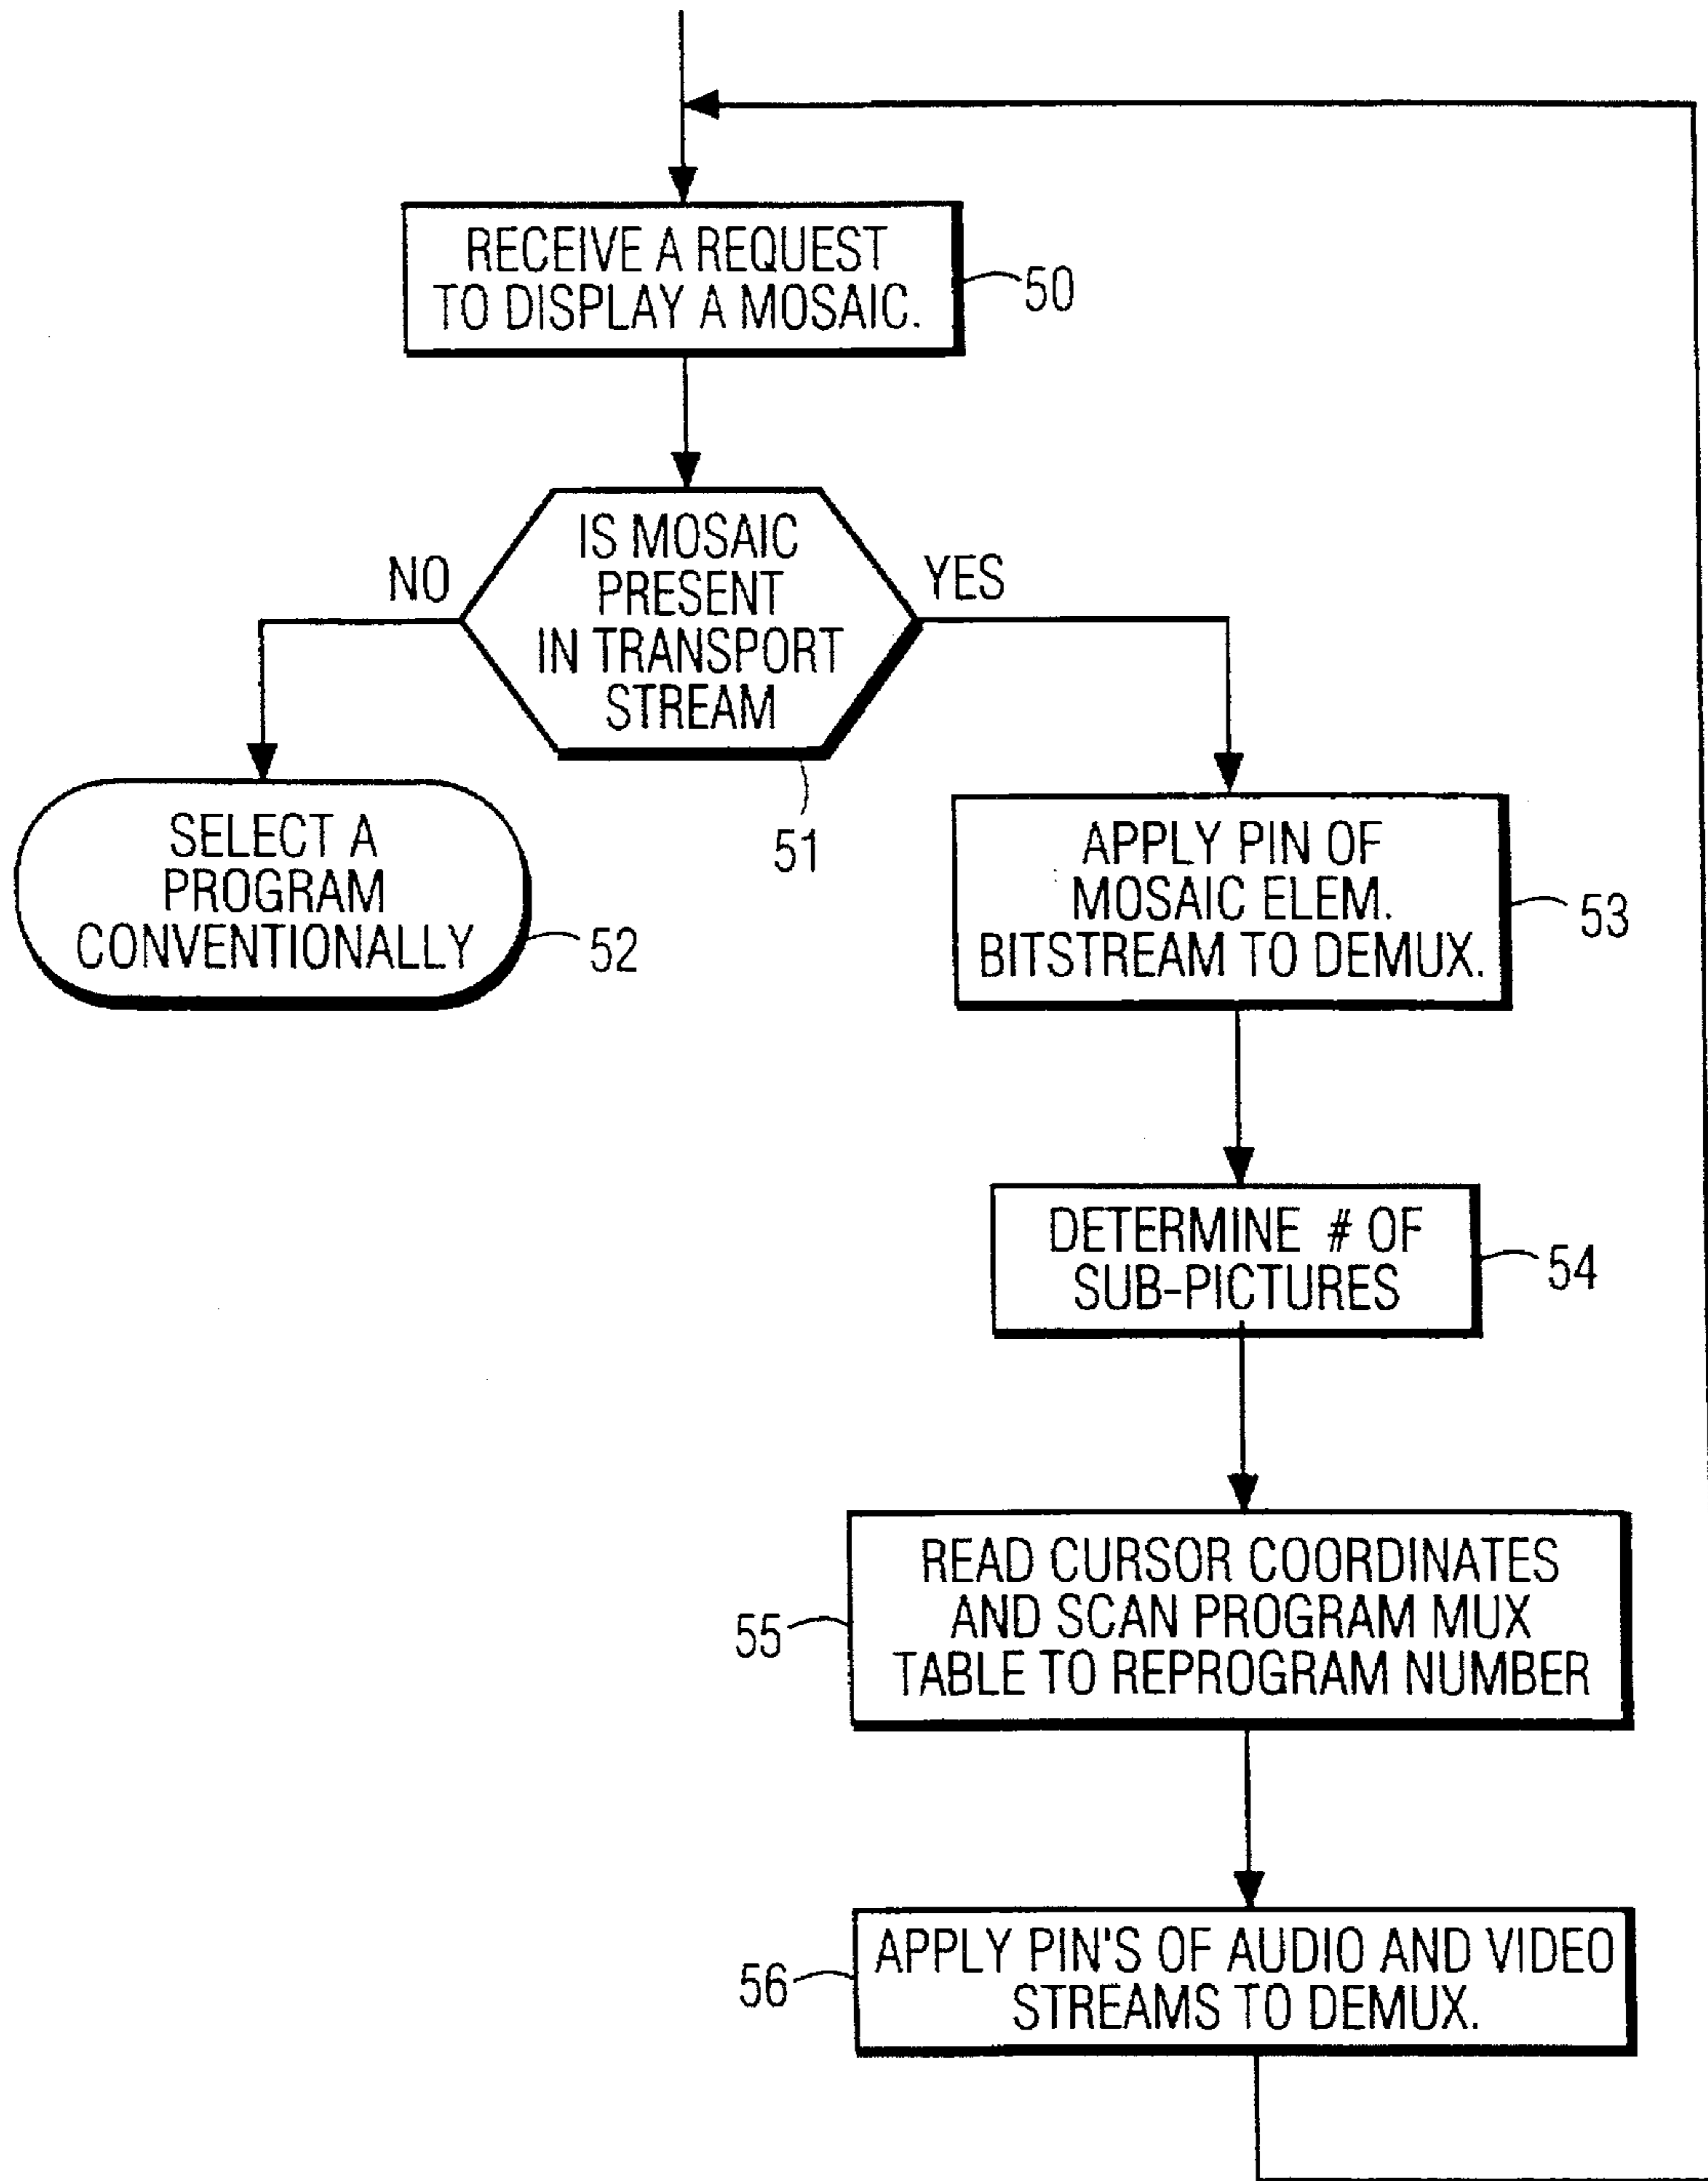 RECEIVE A REQUEST
TO DISPLAY A MOSAIC.
50
IS MOSAIC
PRESENT
IN TRANSPORT
STREAM
NO
YES
51
SELECT A
PROGRAM
CONVENTIONALLY
52
APPLY PIN OF
MOSAIC ELEM.
BITSTREAM TO DEMUX.
53
DETERMINE # OF
SUB-PICTURES
54
READ CURSOR COORDINATES
AND SCAN PROGRAM MUX
TABLE TO REPROGRAM NUMBER
55
APPLY PIN'S OF AUDIO AND VIDEO
STREAMS TO DEMUX.
56